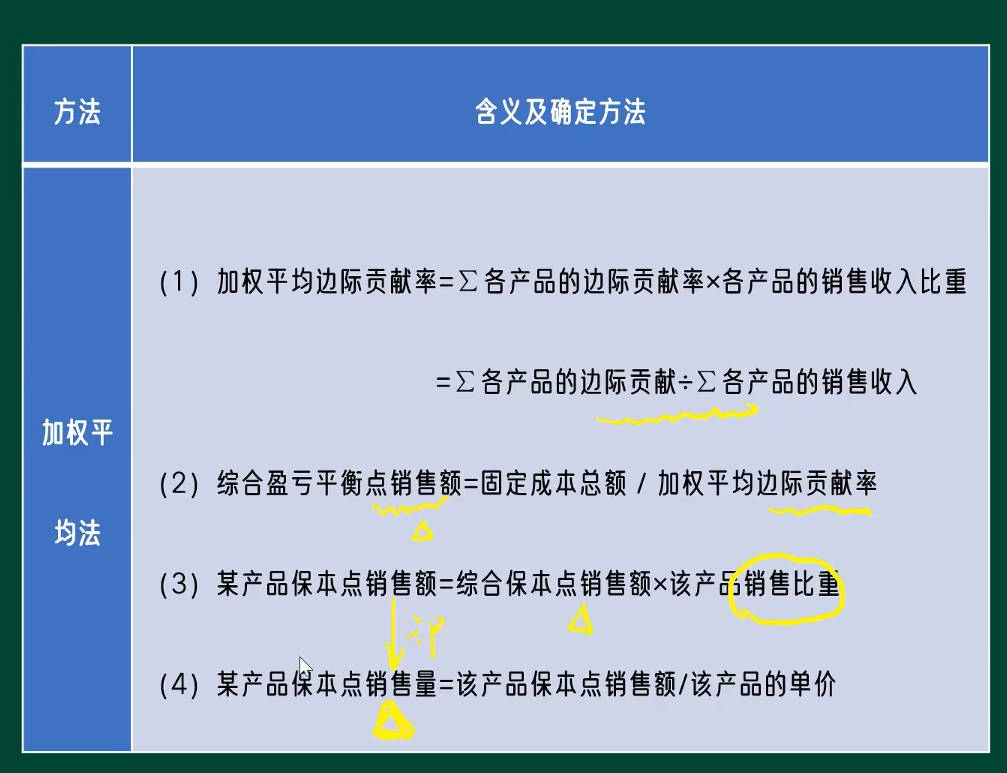 方法
含义及确定方法
加权平
均法
(1) 加权平均边际贡献率=∑各产品的边际贡献率×各产品的销售收入比重
=∑各产品的边际贡献÷∑各产品的销售收入
(2) 综合盈亏平衡点销售额=固定成本总额 / 加权平均边际贡献率
(3) 某产品保本点销售额=综合保本点销售额×该产品销售比重
÷P
(4) 某产品保本点销售量=该产品保本点销售额/该产品的单价